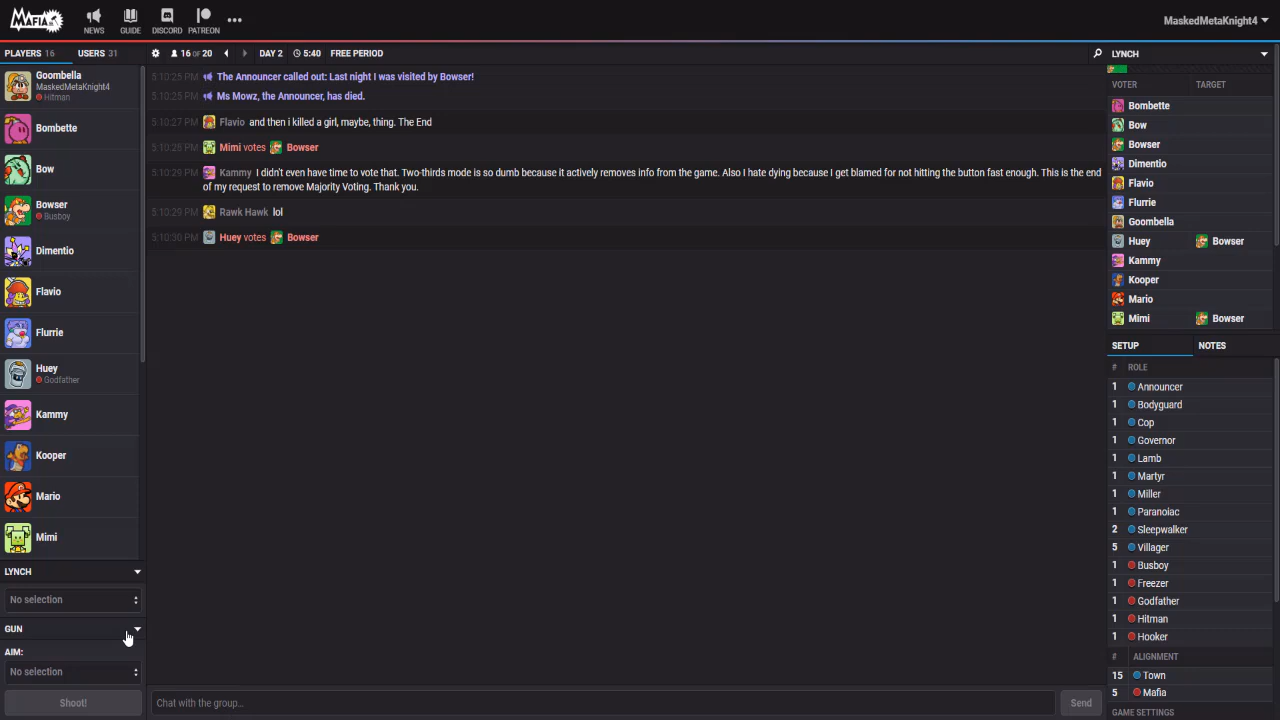 MAFIA.GG
NEWS
GUIDE
DISCORD
PATREON
MaskedMetaKnight4
PLAYERS 16
USERS 31
16 OF 20
DAY 2
5:40
FREE PERIOD
LYNCH
Goombella
MaskedMetaKnight4
Hitman
Bombette
Bow
Bowser
Busboy
Dimentio
Flavio
Flurrie
Huey
Godfather
Kammy
Kooper
Mario
Mimi
LYNCH
No selection
GUN
AIM:
No selection
Shoot!
5:10:25 PM The Announcer called out: Last night I was visited by Bowser!
5:10:25 PM Ms Mowz, the Announcer, has died.
5:10:27 PM Flavio and then i killed a girl, maybe, thing. The End
5:10:25 PM Mimi votes Bowser
5:10:29 PM Kammy I didn't even have time to vote that. Two-thirds mode is so dumb because it actively removes info from the game. Also I hate dying because I get blamed for not hitting the button fast enough. This is the end
of my request to remove Majority Voting. Thank you.
5:10:29 PM Rawk Hawk lol
5:10:30 PM Huey votes Bowser
Chat with the group...
Send
VOTER TARGET
Bombette
Bow
Bowser
Dimentio
Flavio
Flurrie
Goombella
Huey Bowser
Kammy
Kooper
Mario
Mimi Bowser
SETUP NOTES
# ROLE
1 Announcer
1 Bodyguard
1 Cop
1 Governor
1 Lamb
1 Martyr
1 Miller
1 Paranoiac
2 Sleepwalker
5 Villager
1 Busboy
1 Freezer
1 Godfather
1 Hitman
1 Hooker
# ALIGNMENT
15 Town
5 Mafia
GAME SETTINGS